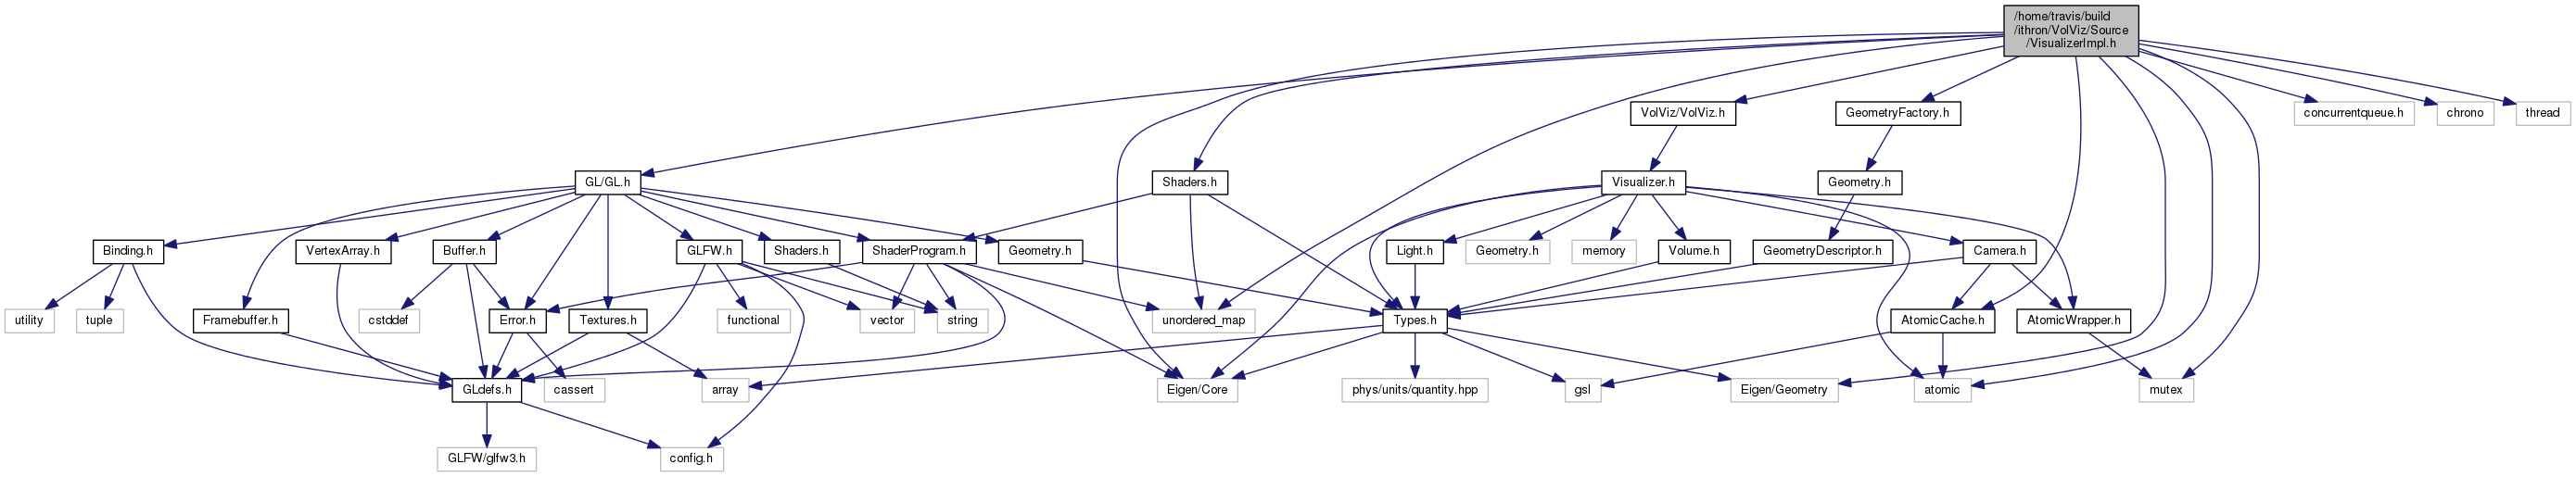 /home/travis/build
/ithron/VolViz/Source
/VisualizerImpl.h
VolViz/VolViz.h
GeometryFactory.h
concurrentqueue.h
chrono
thread
GL/GL.h
Shaders.h
Visualizer.h
Geometry.h
Binding.h
VertexArray.h
Buffer.h
GLFW.h
Shaders.h
ShaderProgram.h
Geometry.h
Light.h
Geometry.h
memory
Volume.h
GeometryDescriptor.h
Camera.h
utility
tuple
Framebuffer.h
cstddef
Error.h
Textures.h
functional
vector
string
unordered_map
Types.h
AtomicCache.h
AtomicWrapper.h
GLdefs.h
cassert
array
Eigen/Core
phys/units/quantity.hpp
gsl
Eigen/Geometry
atomic
mutex
GLFW/glfw3.h
config.h